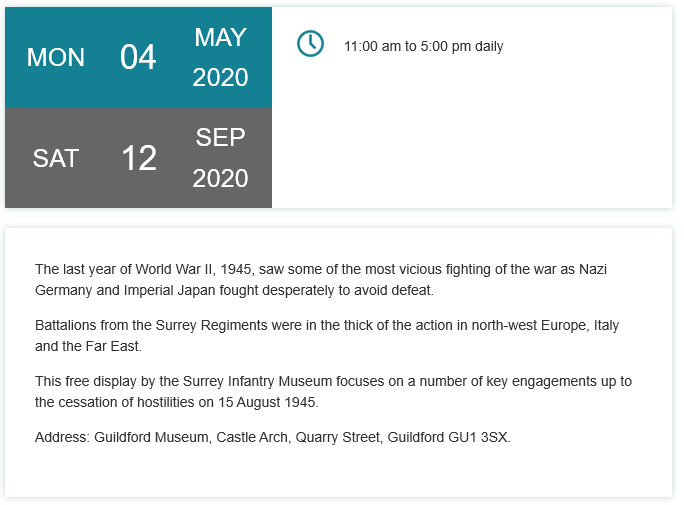 MON 04 MAY 2020
SAT 12 SEP 2020
11:00 am to 5:00 pm daily
The last year of World War II, 1945, saw some of the most vicious fighting of the war as Nazi
Germany and Imperial Japan fought desperately to avoid defeat.
Battalions from the Surrey Regiments were in the thick of the action in north-west Europe, Italy
and the Far East.
This free display by the Surrey Infantry Museum focuses on a number of key engagements up to
the cessation of hostilities on 15 August 1945.
Address: Guildford Museum, Castle Arch, Quarry Street, Guildford GU1 3SX.